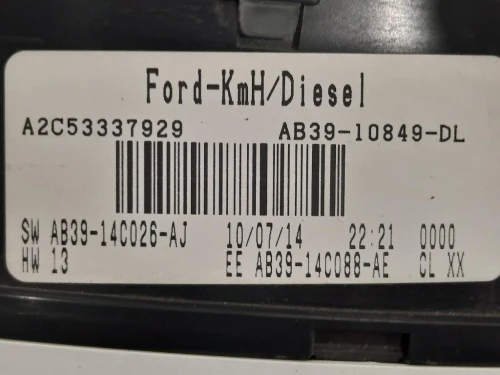 Ford-KmH/Diesel
A2C53337929 AB39-10849-DL
SW AB39-14C026-AJ 10/07/14 22:21 0000
HW 13 EE AB39-14C088-AE CL XX